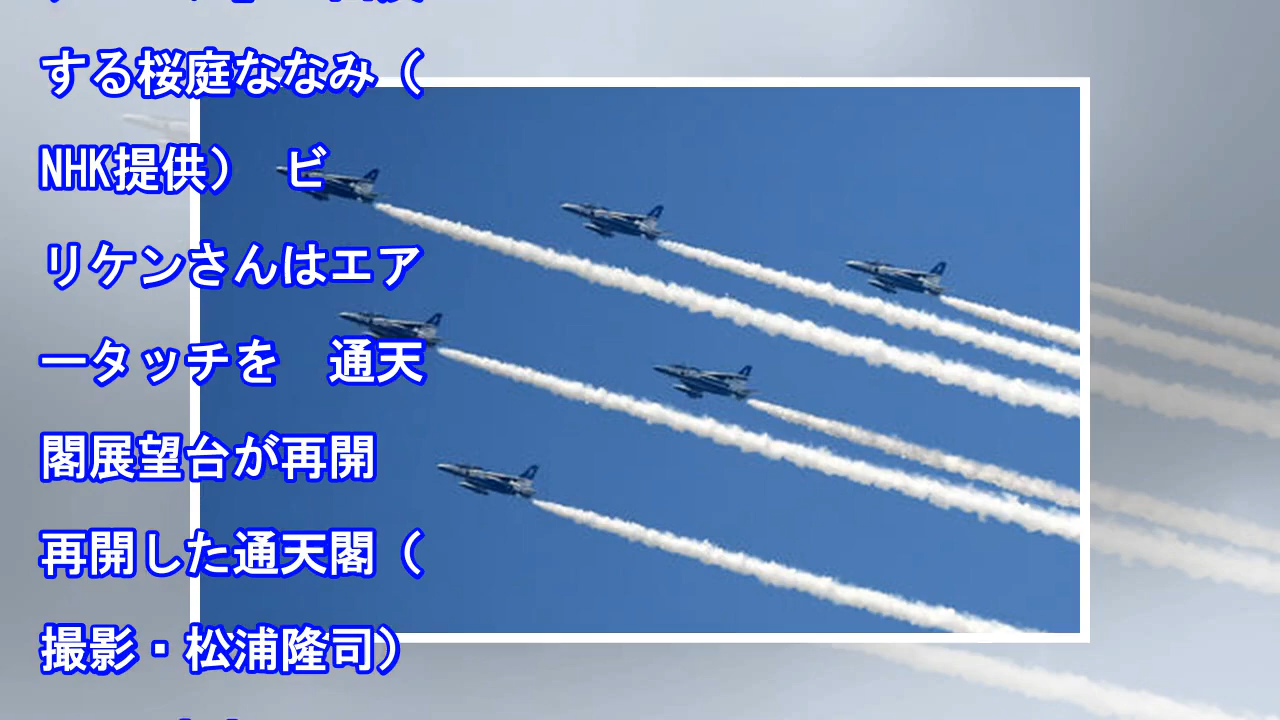 する桜庭ななみ（
NHK提供）　ビ
リケンさんはエア
ータッチを　通天
閣展望台が再開
再開した通天閣（
撮影・松浦隆司）